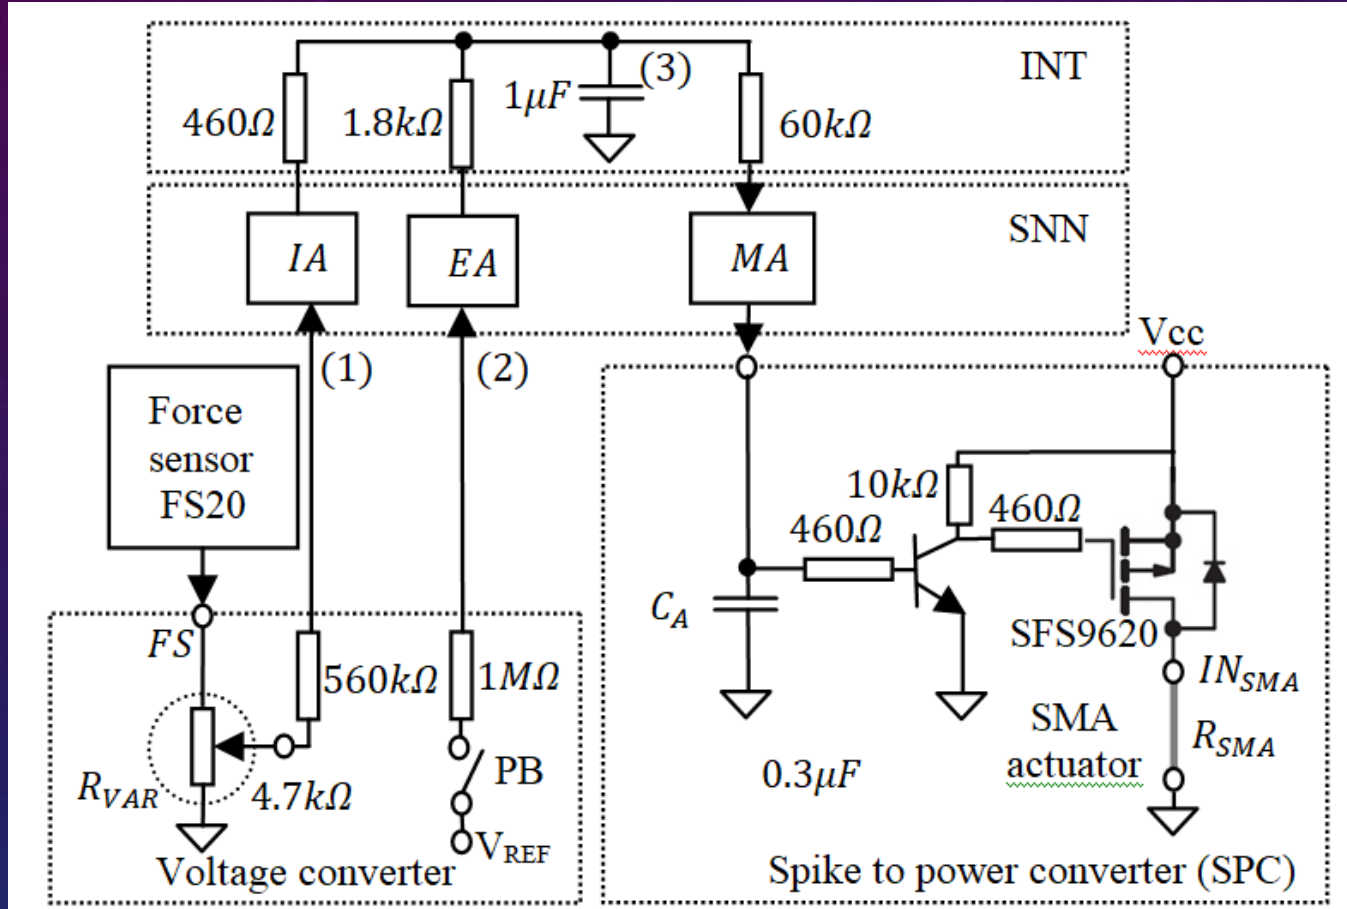 INT
(3)
1μF
460Ω
1.8kΩ
60kΩ
SNN
IA
EA
MA
Vcc
(1)
(2)
Force
sensor
FS20
10kΩ
460Ω
460Ω
C_A
SFS9620
FS
560kΩ
1MΩ
IN_SMA
SMA
actuator
R_SMA
R_VAR
4.7kΩ
PB
0.3μF
V_REF
Voltage converter
Spike to power converter (SPC)